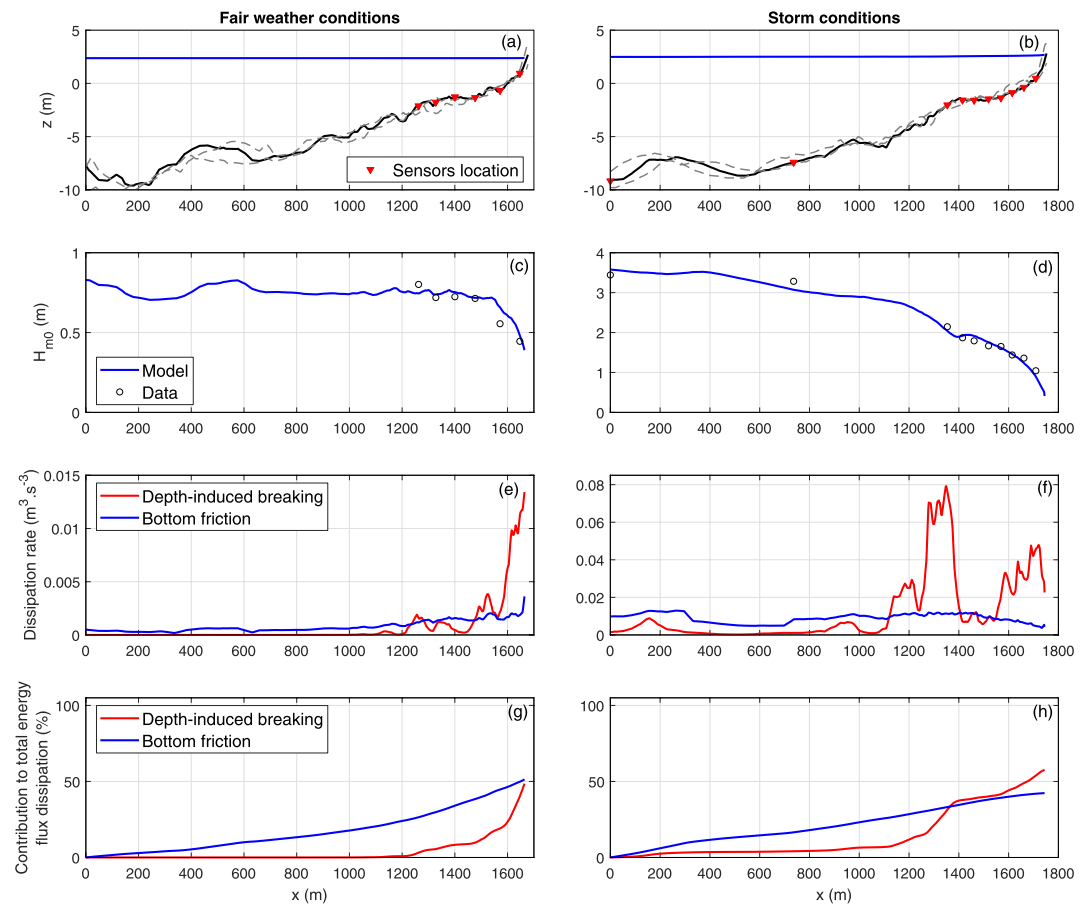 Fair weather conditions
Storm conditions
(a)
5
0
-5
-10
z (m)
Sensors location
0 200 400 600 800 1000 1200 1400 1600
(b)
5
0
-5
-10
0 200 400 600 800 1000 1200 1400 1600 1800
(c)
1
0.5
0
H m0 (m)
Model
Data
0 200 400 600 800 1000 1200 1400 1600
(d)
4
3
2
1
0
0 200 400 600 800 1000 1200 1400 1600 1800
(e)
0.015
0.01
0.005
0
Dissipation rate (m³.s⁻³)
Depth-induced breaking
Bottom friction
0 200 400 600 800 1000 1200 1400 1600
(f)
0.08
0.06
0.04
0.02
0
0 200 400 600 800 1000 1200 1400 1600 1800
(g)
100
50
0
Contribution to total energy
flux dissipation (%)
Depth-induced breaking
Bottom friction
0 200 400 600 800 1000 1200 1400 1600
x (m)
(h)
100
50
0
0 200 400 600 800 1000 1200 1400 1600 1800
x (m)